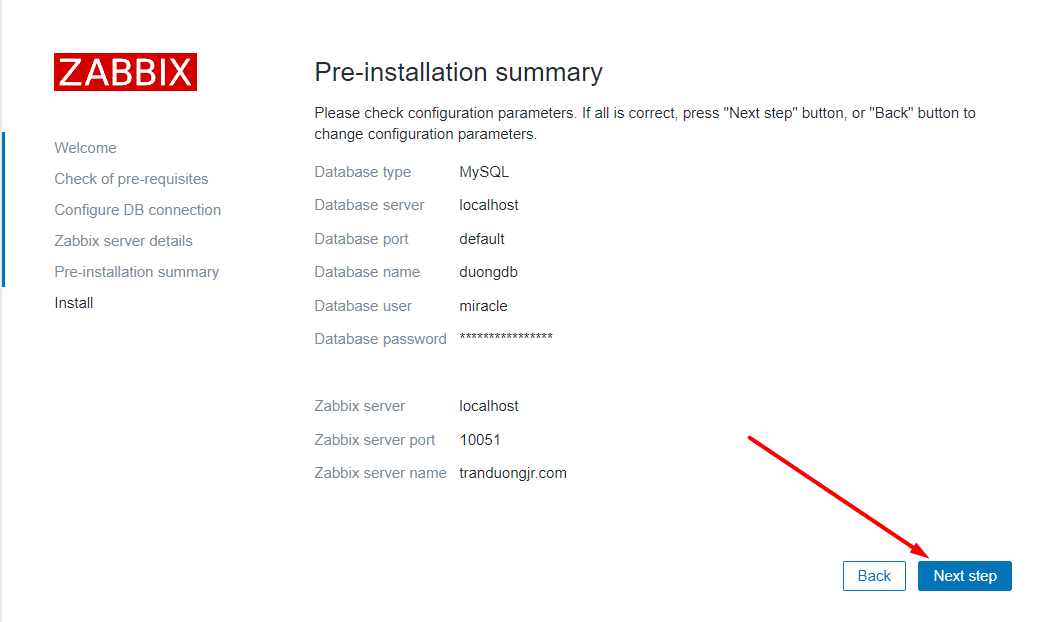 ZABBIX
Welcome
Check of pre-requisites
Configure DB connection
Zabbix server details
Pre-installation summary
Install
Pre-installation summary
Please check configuration parameters. If all is correct, press "Next step" button, or "Back" button to
change configuration parameters.
Database type MySQL
Database server localhost
Database port default
Database name duongdb
Database user miracle
Database password ****************
Zabbix server localhost
Zabbix server port 10051
Zabbix server name tranduongjr.com
Back Next step